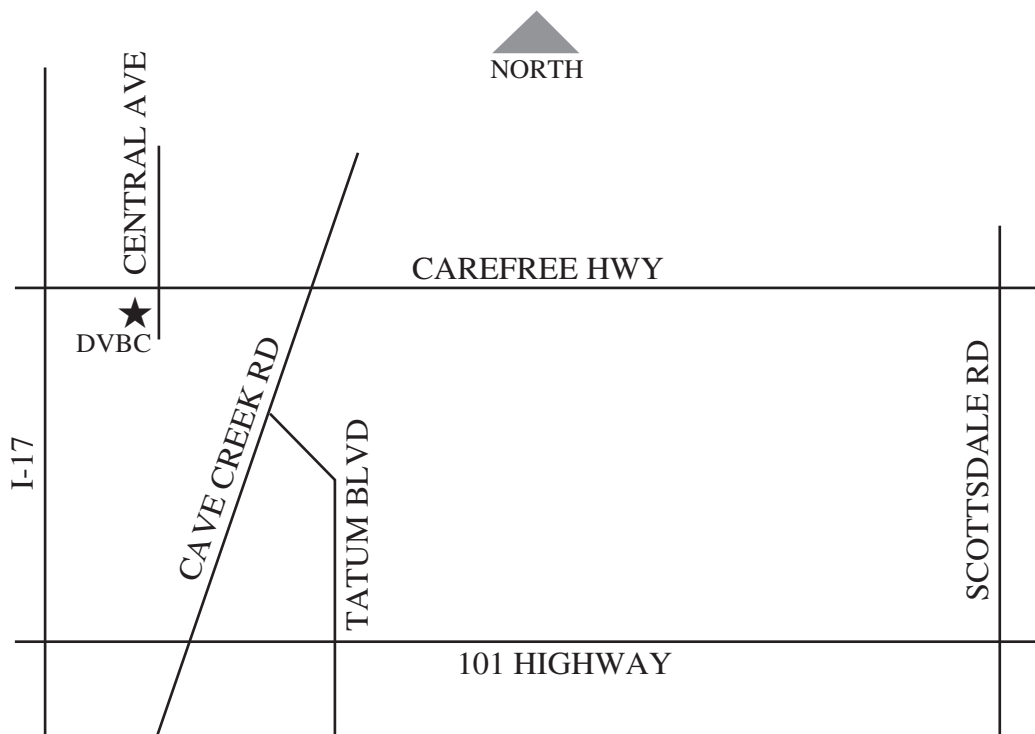 NORTH
CENTRAL AVE
CAREFREE HWY
DVBC
CAVE CREEK RD
I-17
TATUM BLVD
SCOTTSDALE RD
101 HIGHWAY